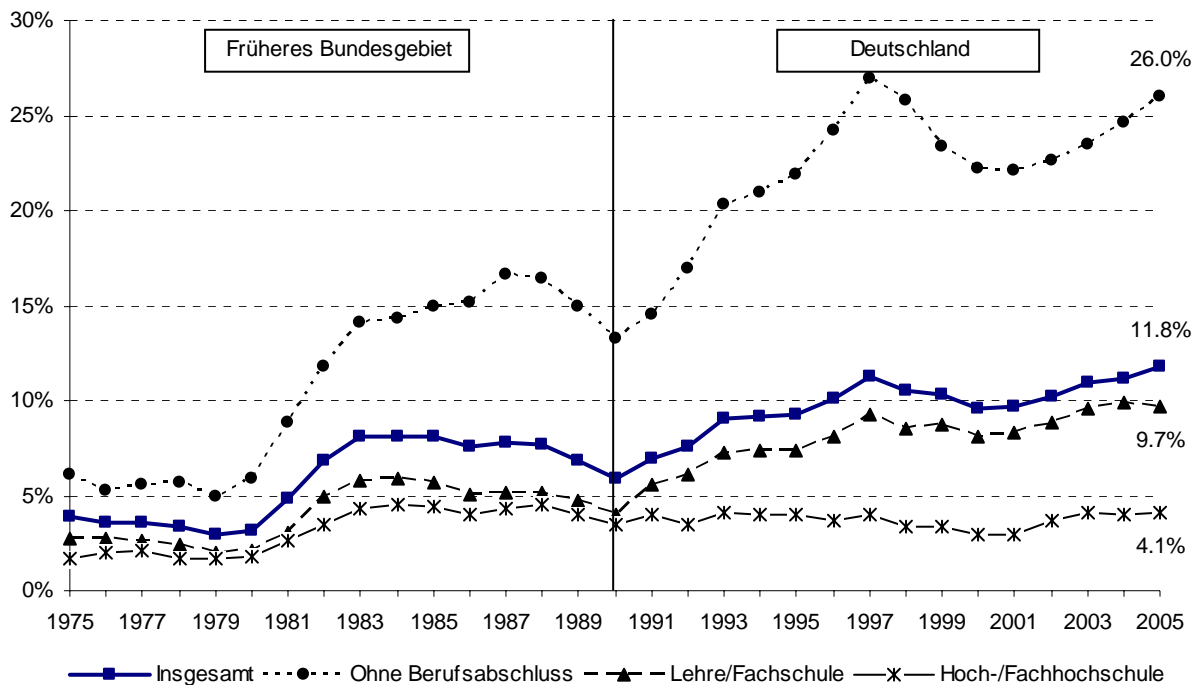 30%
Früheres Bundesgebiet
Deutschland
26.0%
25%
20%
15%
11.8%
10%
9.7%
5%
4.1%
0%
1975 1977 1979 1981 1983 1985 1987 1989 1991 1993 1995 1997 1999 2001 2003 2005
Insgesamt Ohne Berufsabschluss Lehre/Fachschule Hoch-/Fachhochschule